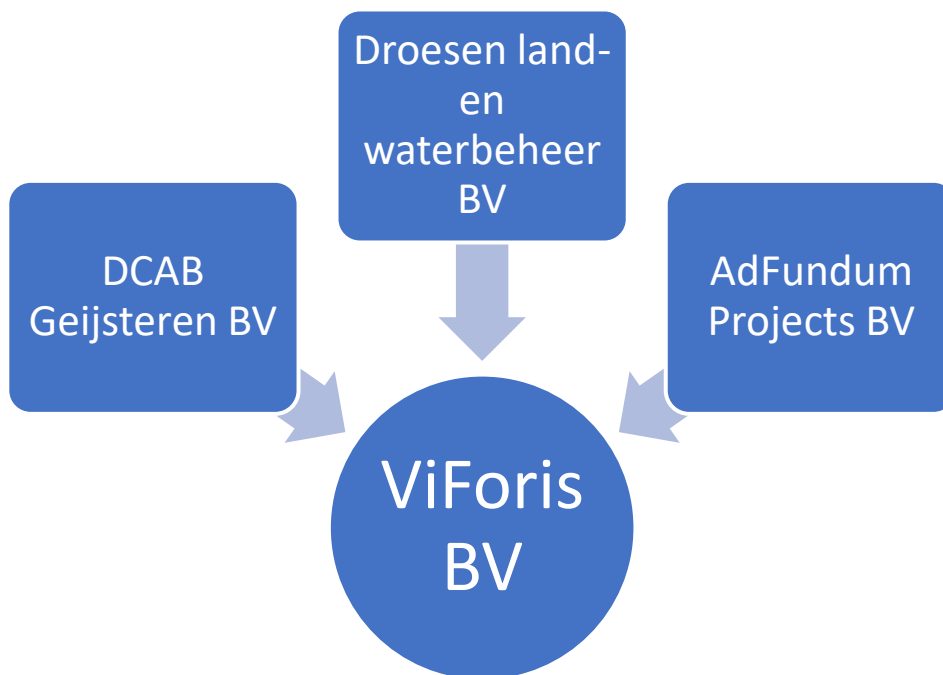 Droesen land-
en
waterbeheer
BV
DCAB
Geijsteren BV
AdFundum
Projects BV
ViForis
BV